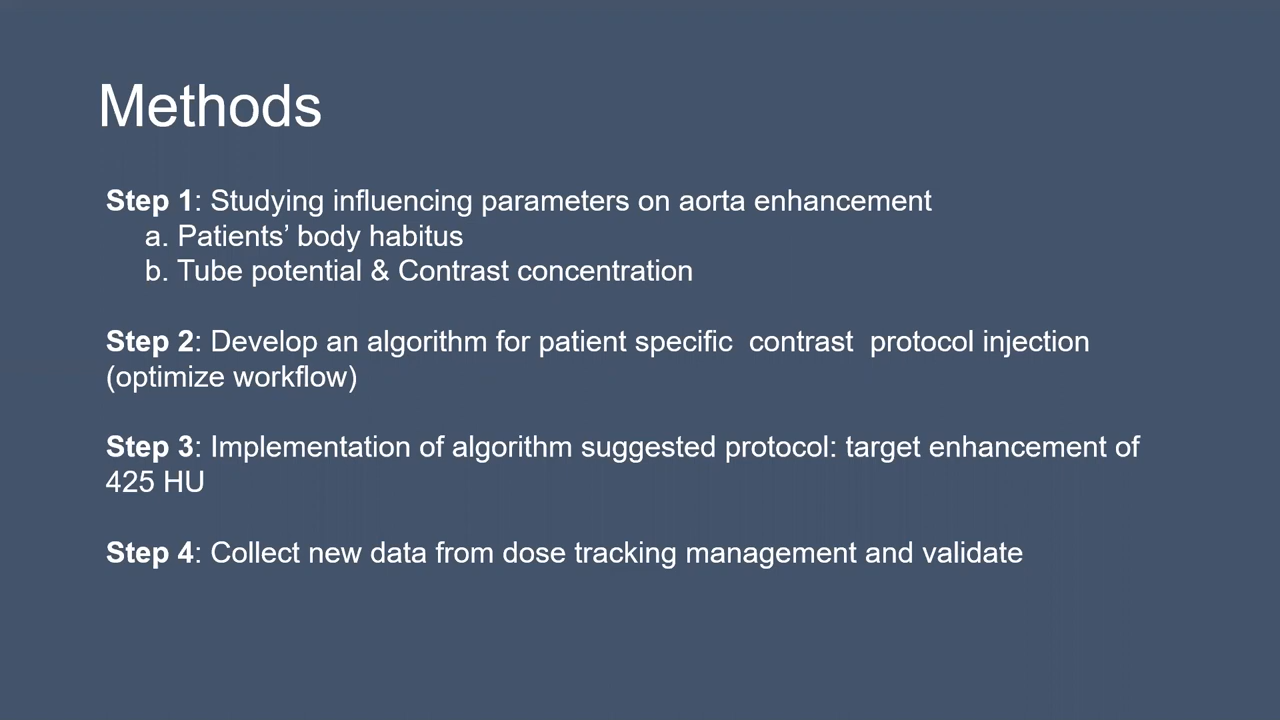 Methods
Step 1: Studying influencing parameters on aorta enhancement
a. Patients’ body habitus
b. Tube potential & Contrast concentration
Step 2: Develop an algorithm for patient specific  contrast  protocol injection
(optimize workflow)
Step 3: Implementation of algorithm suggested protocol: target enhancement of
425 HU
Step 4: Collect new data from dose tracking management and validate